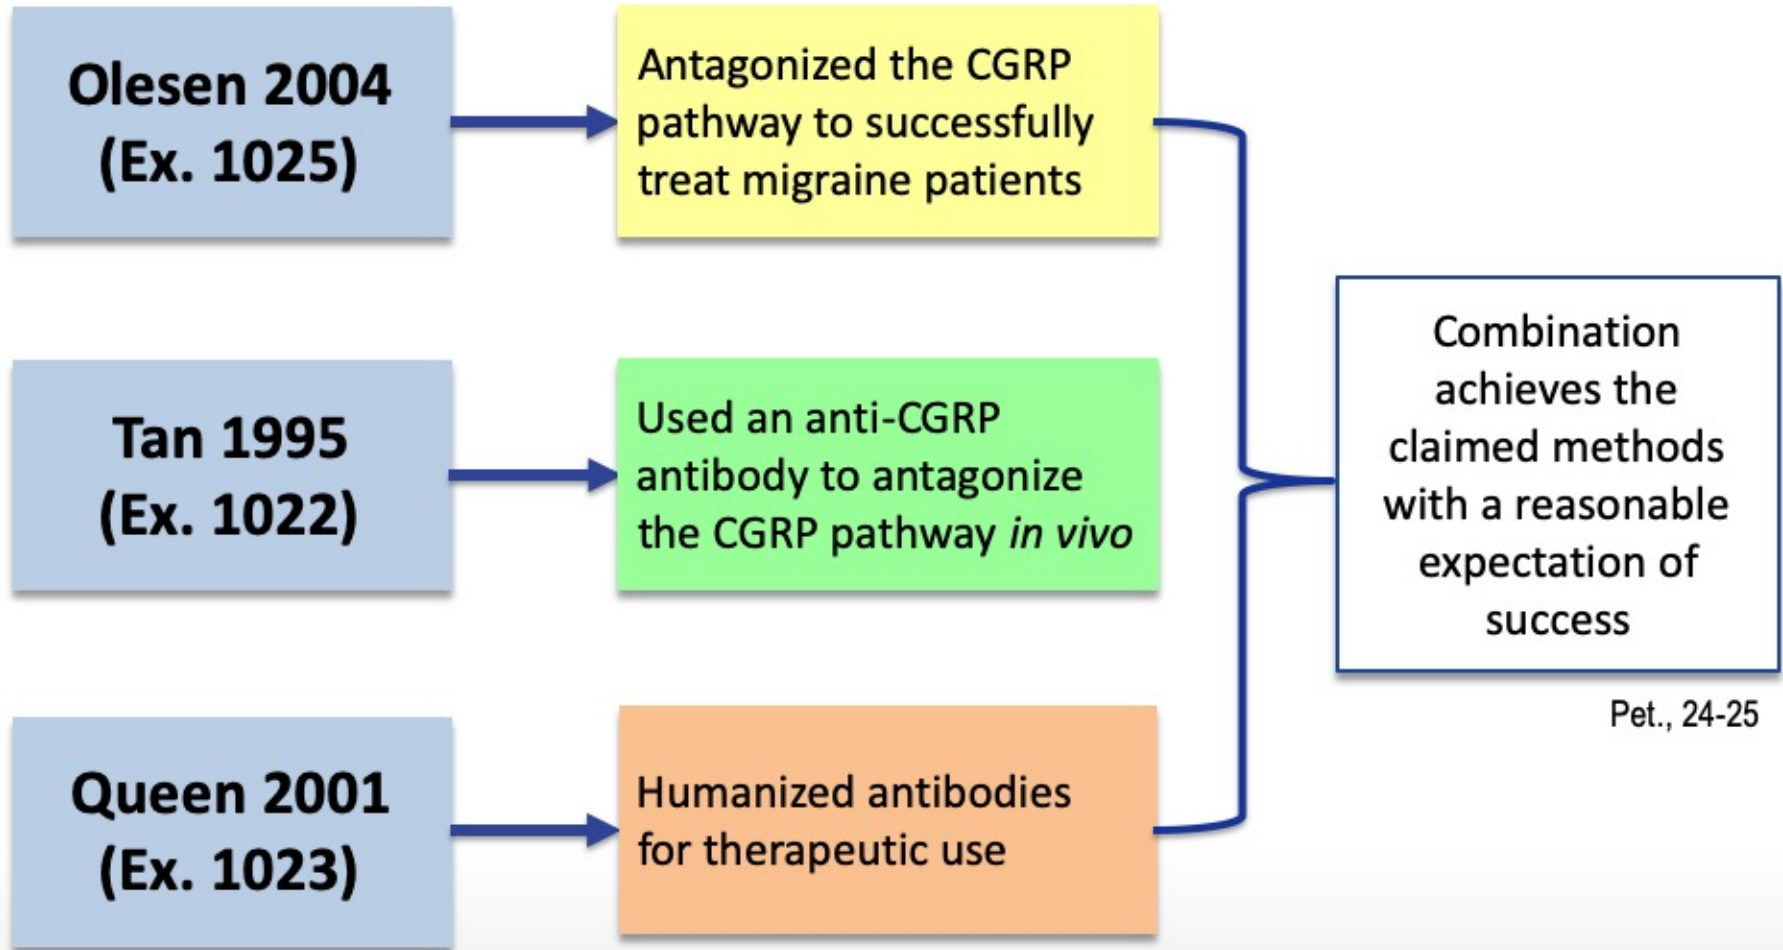 Olesen 2004
(Ex. 1025)
Antagonized the CGRP
pathway to successfully
treat migraine patients
Tan 1995
(Ex. 1022)
Used an anti-CGRP
antibody to antagonize
the CGRP pathway in vivo
Queen 2001
(Ex. 1023)
Humanized antibodies
for therapeutic use
Combination
achieves the
claimed methods
with a reasonable
expectation of
success
Pet., 24-25